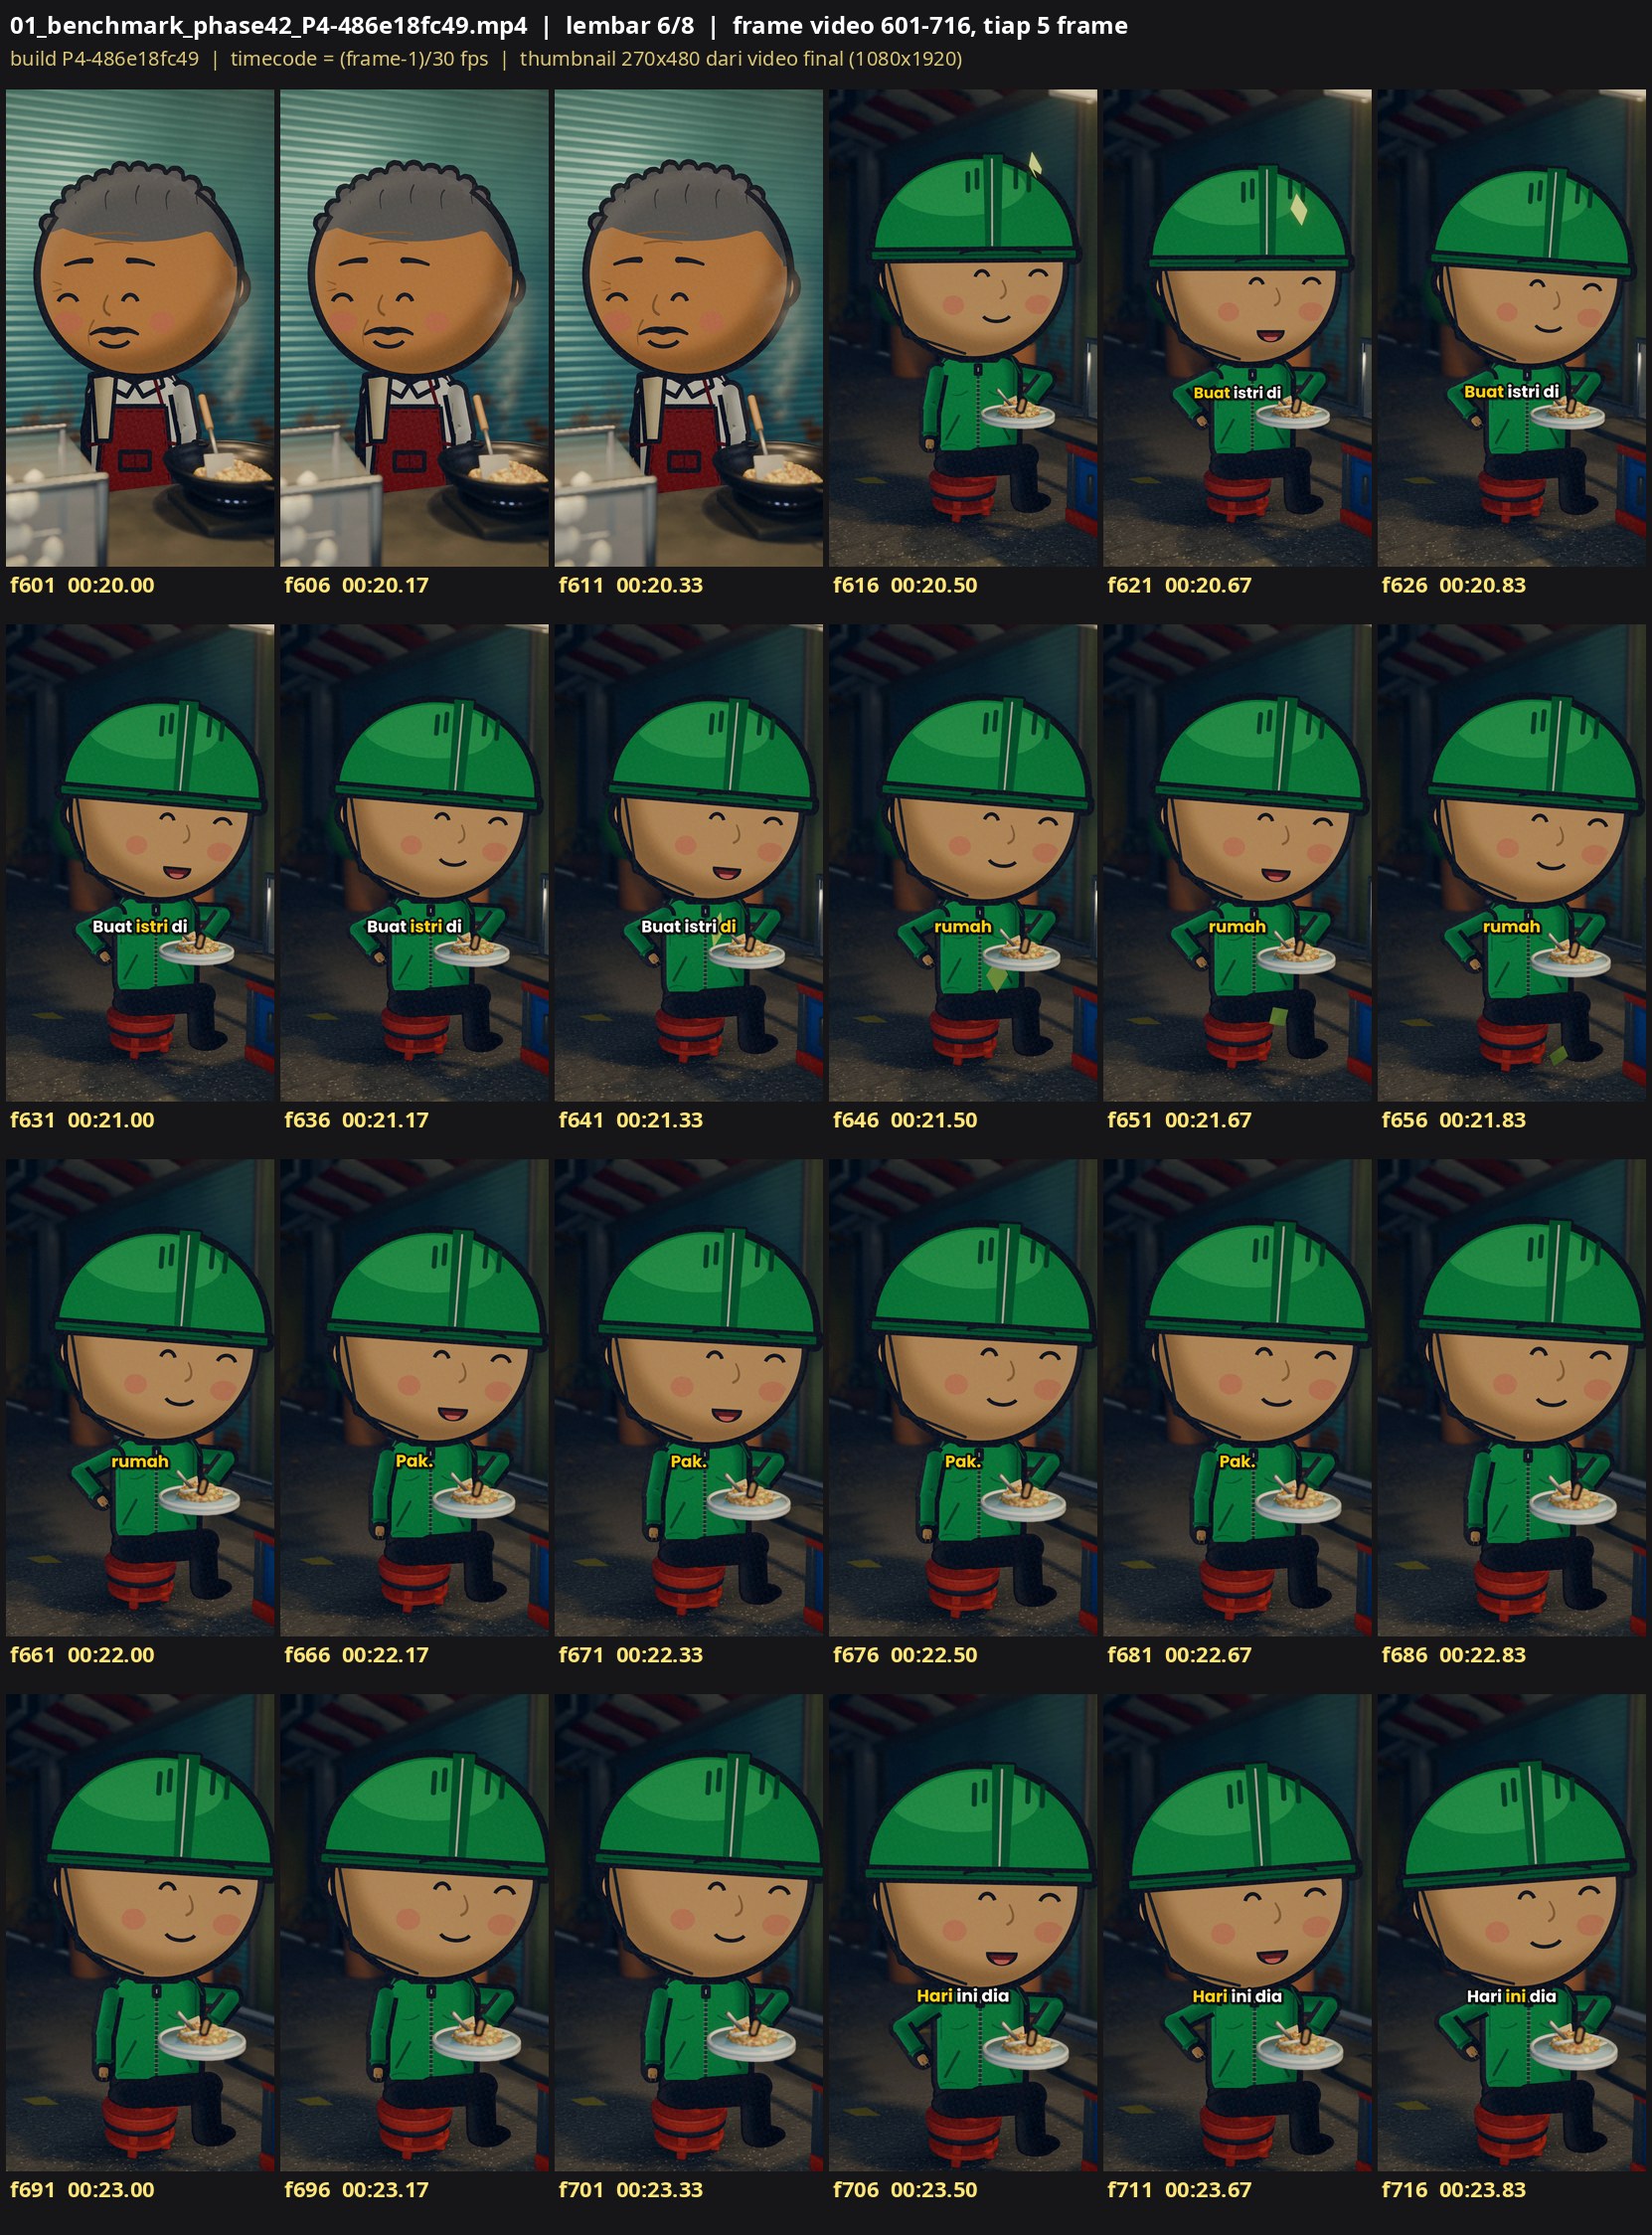 01_benchmark_phase42_P4-486e18fc49.mp4 | lembar 6/8 | frame video 601-716, tiap 5 frame
build P4-486e18fc49 | timecode = (frame-1)/30 fps | thumbnail 270x480 dari video final (1080x1920)
Buat istri di
Buat istri di
f601 00:20.00
f606 00:20.17
f611 00:20.33
f616 00:20.50
f621 00:20.67
f626 00:20.83
Buat istri di
Buat istri di
Buat istri di
rumah
rumah
rumah
f631 00:21.00
f636 00:21.17
f641 00:21.33
f646 00:21.50
f651 00:21.67
f656 00:21.83
rumah
Pak.
Pak.
Pak.
Pak.
f661 00:22.00
f666 00:22.17
f671 00:22.33
f676 00:22.50
f681 00:22.67
f686 00:22.83
Hari ini dia
Hari ini dia
Hari ini dia
f691 00:23.00
f696 00:23.17
f701 00:23.33
f706 00:23.50
f711 00:23.67
f716 00:23.83